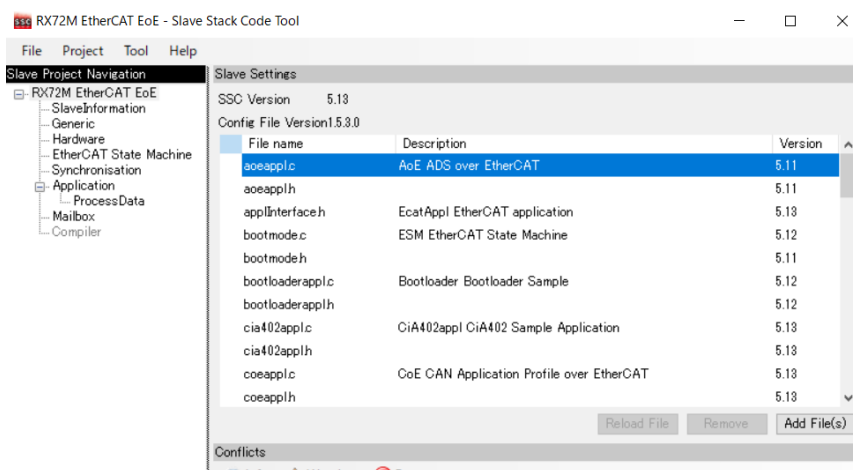 SSC RX72M EtherCAT EoE - Slave Stack Code Tool
File Project Tool Help
Slave Project Navigation
RX72M EtherCAT EoE
SlaveInformation
Generic
Hardware
EtherCAT State Machine
Synchronisation
Application
ProcessData
Mailbox
Compiler
Slave Settings
SSC Version 5.13
Config File Version1.5.3.0
File name Description Version
aoeappl.c AoE ADS over EtherCAT 5.11
aoeappl.h 5.11
applInterface.h EcatAppl EtherCAT application 5.13
bootmode.c ESM EtherCAT State Machine 5.12
bootmode.h 5.11
bootloaderappl.c Bootloader Bootloader Sample 5.12
bootloaderappl.h 5.12
cia402appl.c CiA402appl CiA402 Sample Application 5.13
cia402appl.h 5.13
coeappl.c CoE CAN Application Profile over EtherCAT 5.13
coeappl.h 5.13
Reload File Remove Add File(s)
Conflicts